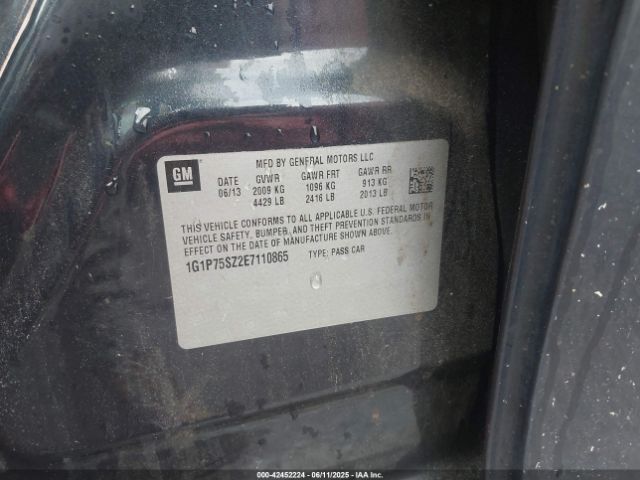 GM
MFD BY GENERAL MOTORS LLC
DATE GVWR GAWR FRT GAWR RR
06/13 2009 KG 1096 KG 913 KG
4429 LB 2416 LB 2013 LB
THIS VEHICLE CONFORMS TO ALL APPLICABLE U.S. FEDERAL MOTOR
VEHICLE SAFETY, BUMPER, AND THEFT PREVENTION STANDARDS IN
EFFECT ON THE DATE OF MANUFACTURE SHOWN ABOVE.
1G1P75SZ2E7110865 TYPE: PASS CAR
000-42452224 - 06/11/2025 - IAAI.COM